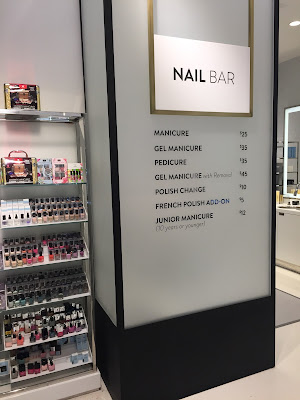 NAIL BAR
MANICURE $25
GEL MANICURE $35
PEDICURE $35
GEL MANICURE with Removal $45
POLISH CHANGE $10
FRENCH POLISH ADD-ON $5
JUNIOR MANICURE $12
(10 years or younger)